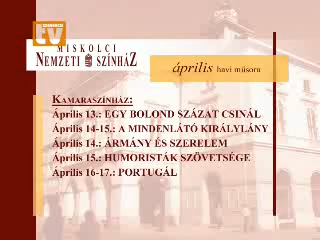 tv
MISKOLCI
NEMZETI SZÍNHÁZ
április havi műsora
KAMARASZÍNHÁZ:
Április 13.: EGY BOLOND SZÁZAT CSINÁL
Április 14-15.: A MINDENLÁTÓ KIRÁLYLÁNY
Április 14.: ÁRMÁNY ÉS SZERELEM
Április 15.: HUMORISTÁK SZÖVETSÉGE
Április 16-17.: PORTUGÁL